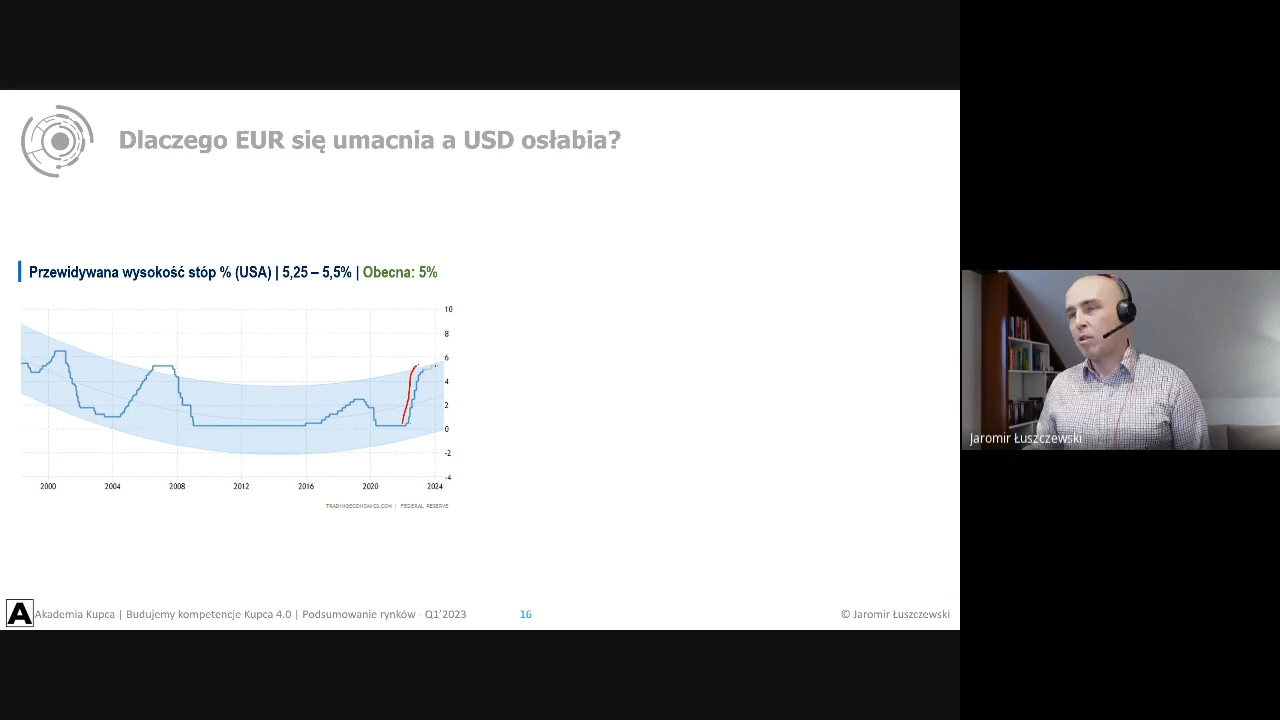 Dlaczego EUR się umacnia a USD osłabia?
Przewidywana wysokość stóp % (USA) | 5,25 – 5,5% | Obecna: 5%
10
8
6
4
2
0
-2
-4
2000 2004 2008 2012 2016 2020 2024
TRADINGECONOMICS.COM | FEDERAL RESERVE
Jaromir Łuszczewski
A Akademia Kupca | Budujemy kompetencje Kupca 4.0 | Podsumowanie rynków - Q1'2023 16 © Jaromir Łuszczewski